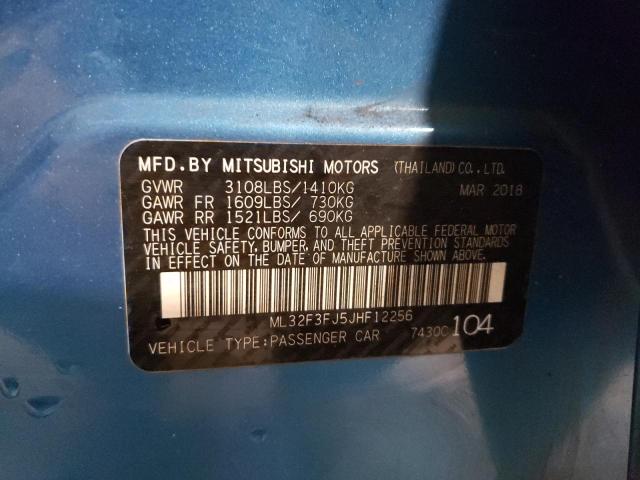 MFD.BY MITSUBISHI MOTORS (THAILAND) CO., LTD.
GVWR 3108LBS/1410KG MAR 2018
GAWR FR 1609LBS/ 730KG
GAWR RR 1521LBS/ 690KG
THIS VEHICLE CONFORMS TO ALL APPLICABLE FEDERAL MOTOR
VEHICLE SAFETY, BUMPER, AND THEFT PREVENTION STANDARDS
IN EFFECT ON THE DATE OF MANUFACTURE SHOWN ABOVE.
ML32F3FJ5JHF12256
VEHICLE TYPE:PASSENGER CAR 7430C 104